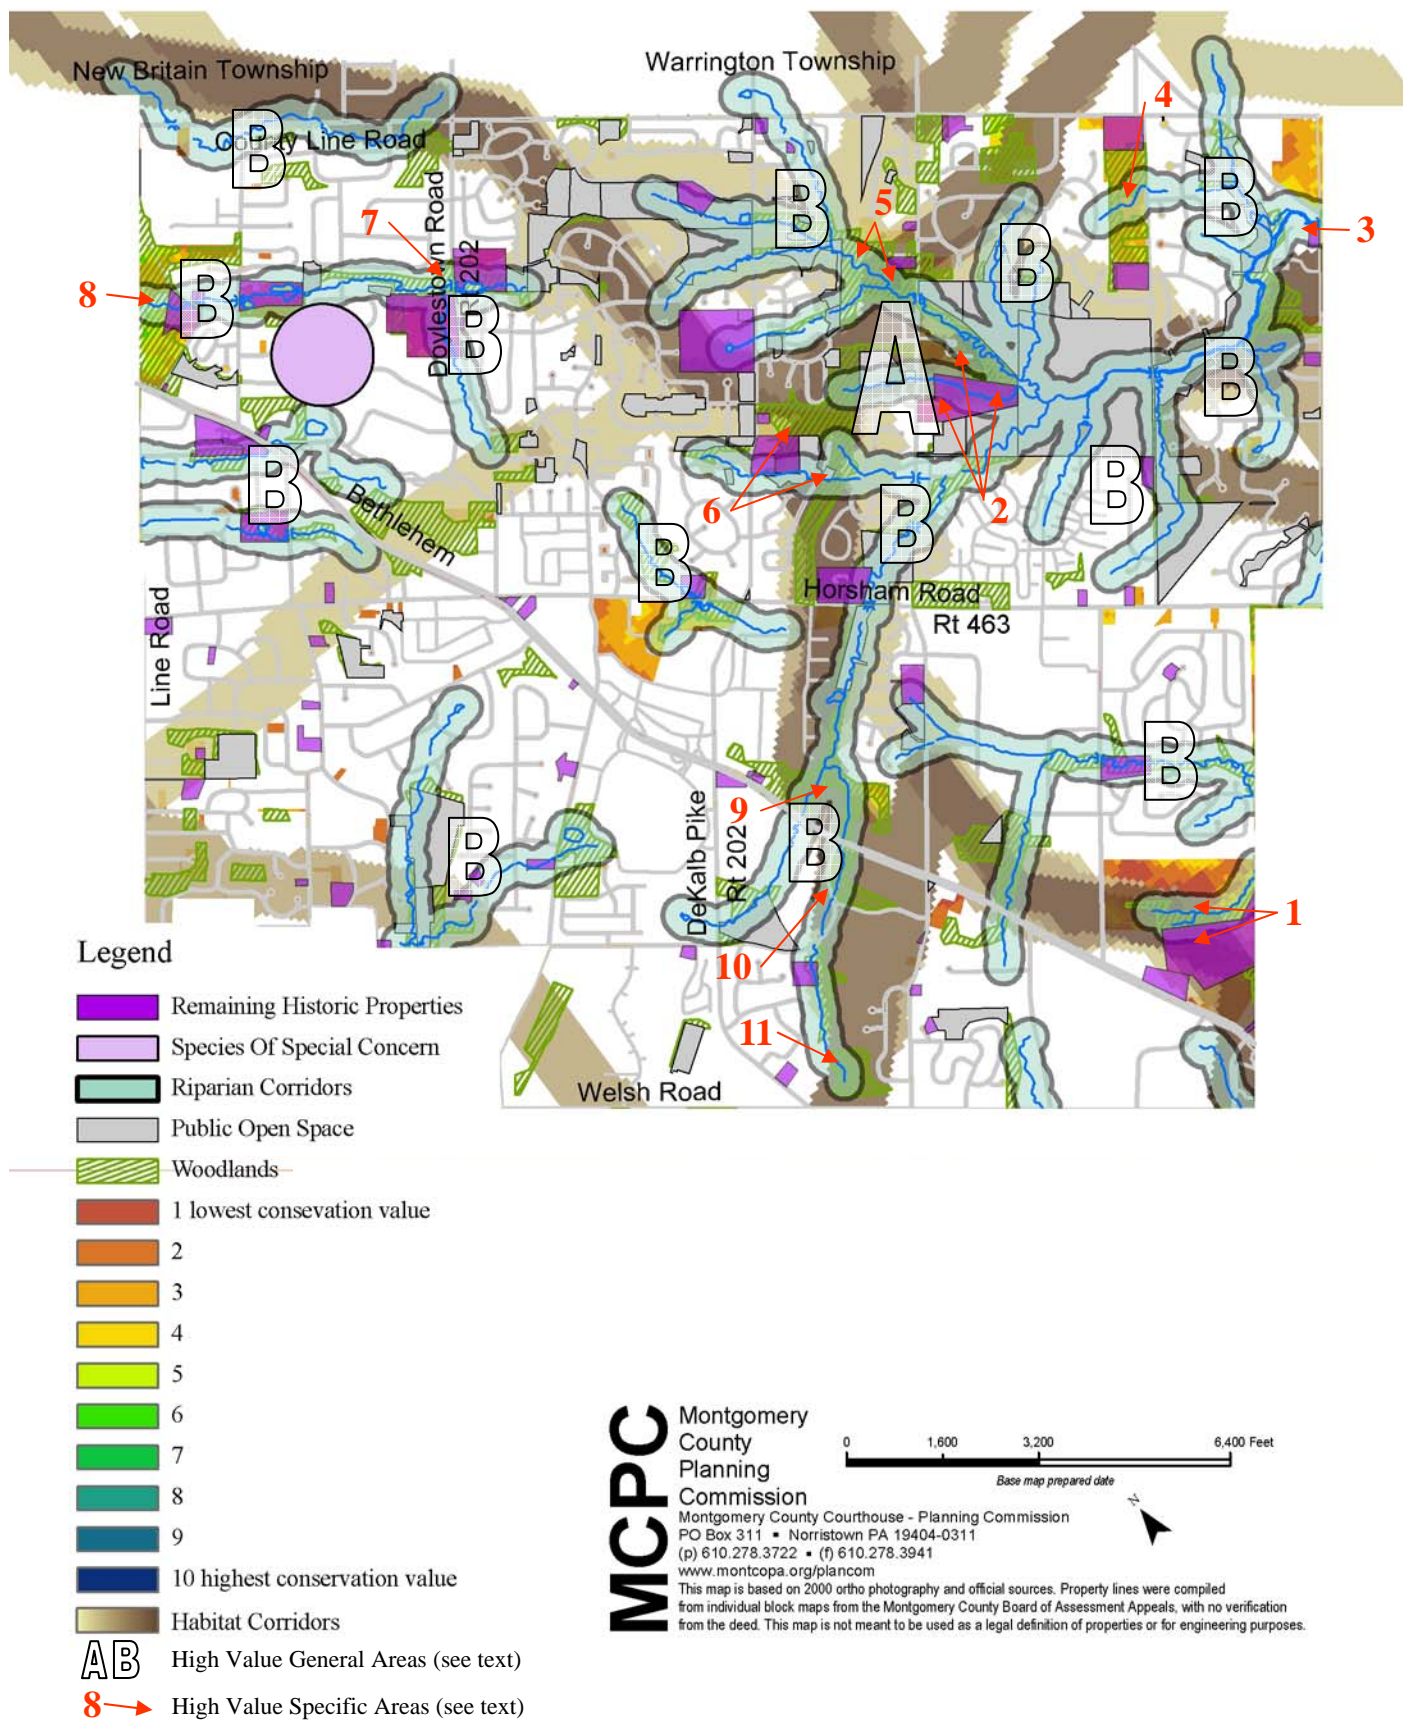 New Britain Township
Warrington Township
County Line Road
B
4
B
B
5
B
3
7
Doylestown Road
202
B
8
B
B
A
B
B
B
6
2
B
Bethlehem
B
Horsham Road
Rt 463
Line Road
B
9
DeKalb Pike
Rt 202
B
B
1
10
11
Welsh Road
Legend
Remaining Historic Properties
Species Of Special Concern
Riparian Corridors
Public Open Space
Woodlands
1 lowest consevation value
2
3
4
5
6
7
8
9
10 highest conservation value
Habitat Corridors
AB High Value General Areas (see text)
8 High Value Specific Areas (see text)
MCPC
Montgomery
County
Planning
Commission
0 1,600 3,200 6,400 Feet
Base map prepared date
N
Montgomery County Courthouse - Planning Commission
PO Box 311 ▪ Norristown PA 19404-0311
(p) 610.278.3722 ▪ (f) 610.278.3941
www.montcopa.org/plancom
This map is based on 2000 ortho photography and official sources. Property lines were compiled
from individual block maps from the Montgomery County Board of Assessment Appeals, with no verification
from the deed. This map is not meant to be used as a legal definition of properties or for engineering purposes.